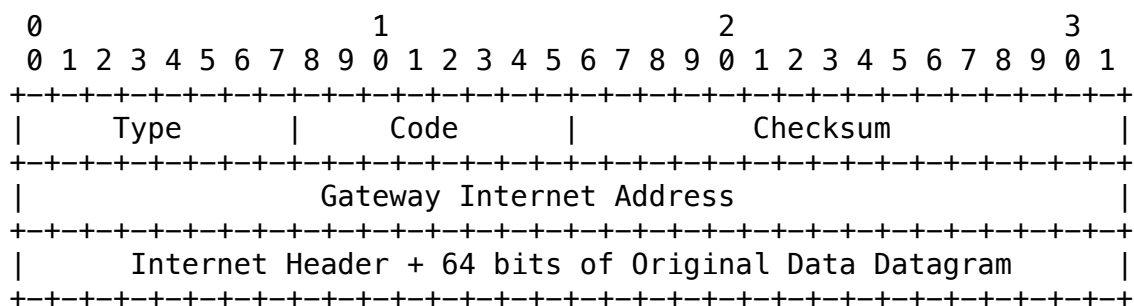 0                   1                   2                   3
0 1 2 3 4 5 6 7 8 9 0 1 2 3 4 5 6 7 8 9 0 1 2 3 4 5 6 7 8 9 0 1
+-+-+-+-+-+-+-+-+-+-+-+-+-+-+-+-+-+-+-+-+-+-+-+-+-+-+-+-+-+-+-+-+
|     Type      |     Code      |          Checksum             |
+-+-+-+-+-+-+-+-+-+-+-+-+-+-+-+-+-+-+-+-+-+-+-+-+-+-+-+-+-+-+-+-+
|                 Gateway Internet Address                      |
+-+-+-+-+-+-+-+-+-+-+-+-+-+-+-+-+-+-+-+-+-+-+-+-+-+-+-+-+-+-+-+-+
|      Internet Header + 64 bits of Original Data Datagram      |
+-+-+-+-+-+-+-+-+-+-+-+-+-+-+-+-+-+-+-+-+-+-+-+-+-+-+-+-+-+-+-+-+